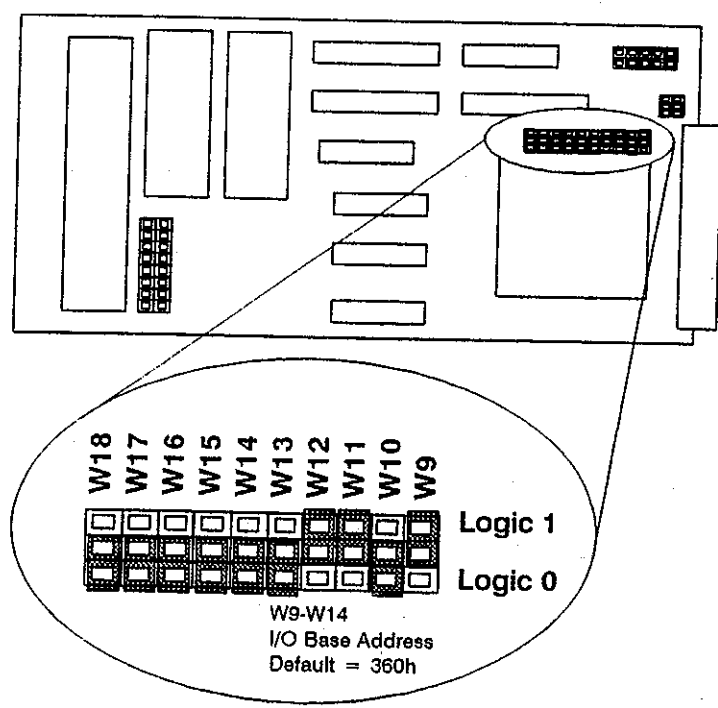 W18 W17 W16 W15 W14 W13 W12 W11 W10 W9
Logic 1
Logic 0
W9-W14
I/O Base Address
Default = 360h